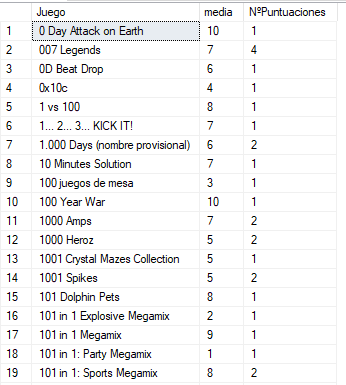 Juego media NºPuntuaciones
1 0 Day Attack on Earth 10 1
2 007 Legends 7 4
3 0D Beat Drop 6 1
4 0x10c 4 1
5 1 vs 100 8 1
6 1... 2... 3... KICK IT! 7 1
7 1.000 Days (nombre provisional) 6 2
8 10 Minutes Solution 7 1
9 100 juegos de mesa 3 1
10 100 Year War 10 1
11 1000 Amps 7 2
12 1000 Heroz 5 2
13 1001 Crystal Mazes Collection 5 1
14 1001 Spikes 5 2
15 101 Dolphin Pets 8 1
16 101 in 1 Explosive Megamix 2 1
17 101 in 1 Megamix 9 1
18 101 in 1: Party Megamix 1 1
19 101 in 1: Sports Megamix 8 2